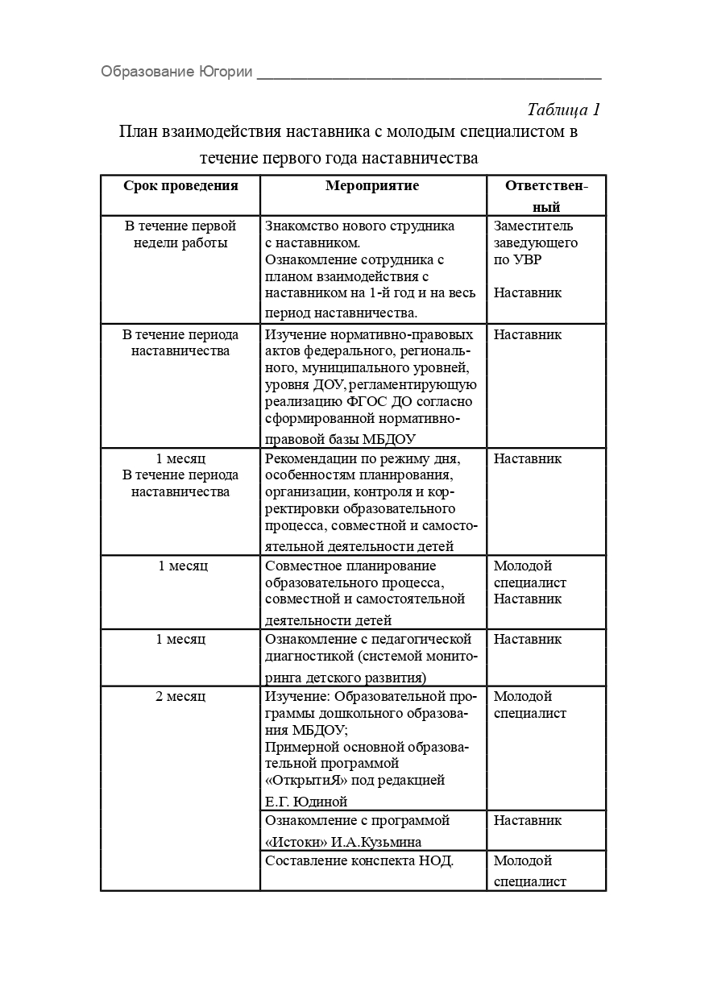 Образование Югории
Таблица 1
План взаимодействия наставника с молодым специалистом в
течение первого года наставничества
Срок проведения
Мероприятие
Ответствен-
ный
В течение первой
недели работы
Знакомство нового струдника
с наставником.
Ознакомление сотрудника с
планом взаимодействия с
наставником на 1-й год и на весь
период наставничества.
Заместитель
заведующего
по УВР
Наставник
В течение периода
наставничества
Изучение нормативно-правовых
актов федерального, региональ-
ного, муниципального уровней,
уровня ДОУ, регламентирующую
реализацию ФГОС ДО согласно
сформированной нормативно-
правовой базы МБДОУ
Наставник
1 месяц
В течение периода
наставничества
Рекомендации по режиму дня,
особенностям планирования,
организации, контроля и кор-
ректировки образовательного
процесса, совместной и самосто-
ятельной деятельности детей
Наставник
1 месяц
Совместное планирование
образовательного процесса,
совместной и самостоятельной
деятельности детей
Молодой
специалист
Наставник
1 месяц
Ознакомление с педагогической
диагностикой (системой монито-
ринга детского развития)
Наставник
2 месяц
Изучение: Образовательной про-
граммы дошкольного образова-
ния МБДОУ;
Примерной основной образова-
тельной программой
«ОткрытиЯ» под редакцией
Е.Г. Юдиной
Молодой
специалист
Ознакомление с программой
«Истоки» И.А.Кузьмина
Наставник
Составление конспекта НОД.
Молодой
специалист